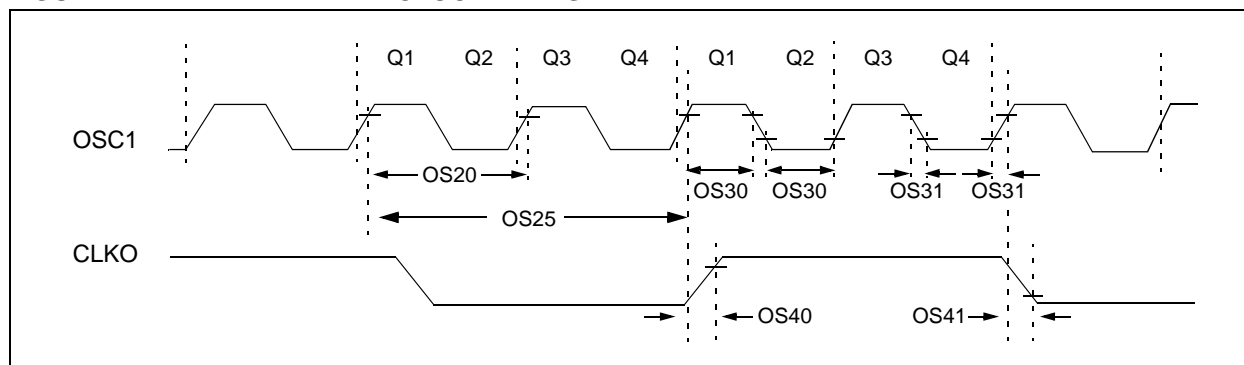 Q1 Q2 Q3 Q4 Q1 Q2 Q3 Q4
OSC1
OS20 OS30 OS30 OS31 OS31
OS25
CLKO
OS40 OS41